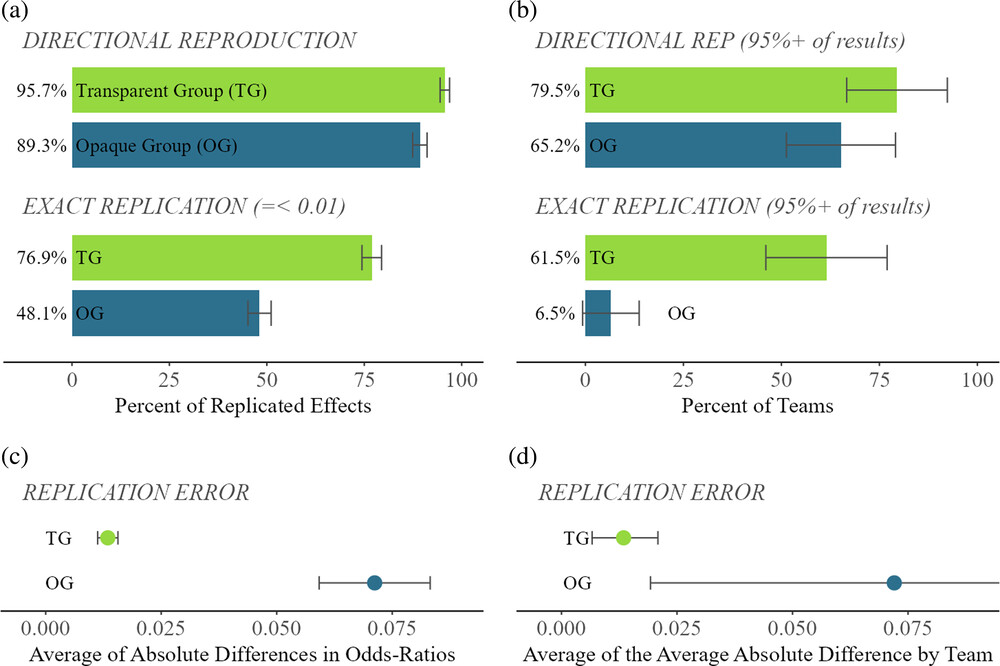 (a)
DIRECTIONAL REPRODUCTION
95.7% Transparent Group (TG)
89.3% Opaque Group (OG)
EXACT REPLICATION (=< 0.01)
76.9% TG
48.1% OG
0 25 50 75 100
Percent of Replicated Effects
(b)
DIRECTIONAL REP (95%+ of results)
79.5% TG
65.2% OG
EXACT REPLICATION (95%+ of results)
61.5% TG
6.5% OG
0 25 50 75 100
Percent of Teams
(c)
REPLICATION ERROR
TG
OG
0.000 0.025 0.050 0.075
Average of Absolute Differences in Odds-Ratios
(d)
REPLICATION ERROR
TG
OG
0.000 0.025 0.050 0.075
Average of the Average Absolute Difference by Team